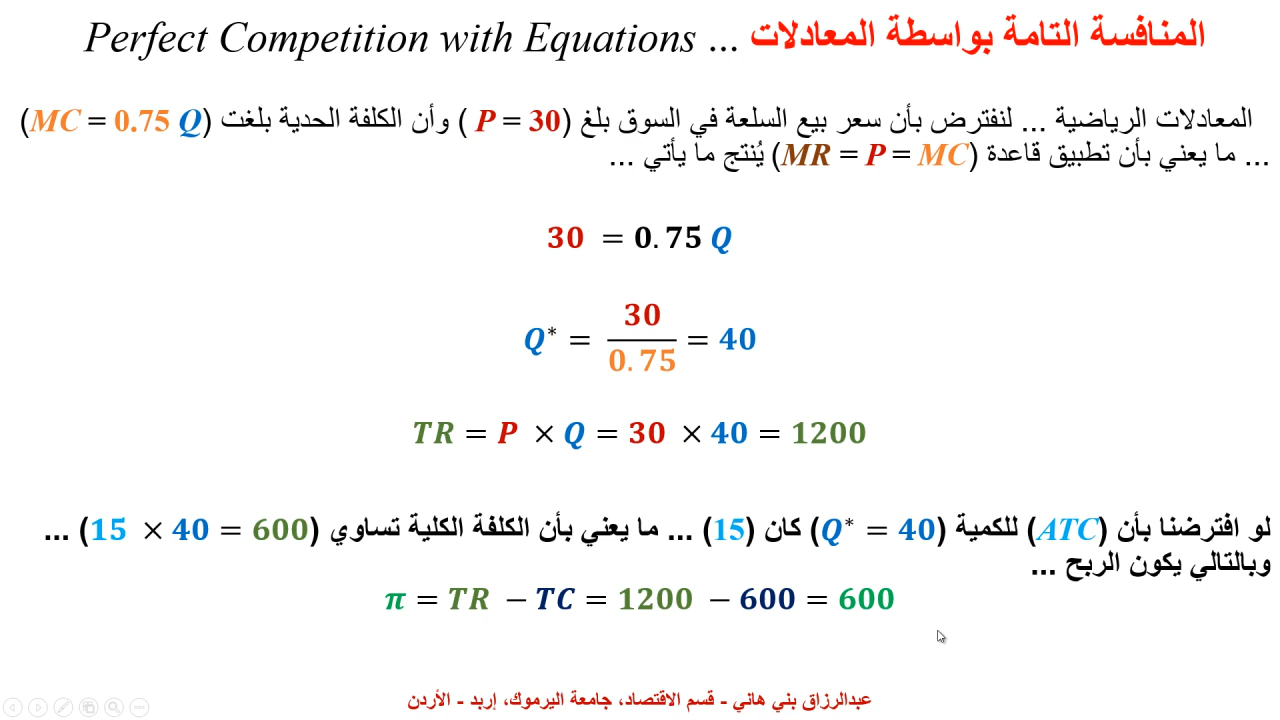 المنافسة التامة بواسطة المعادلات ... Perfect Competition with Equations
المعادلات الرياضية ... لنفترض بأن سعر بيع السلعة في السوق بلغ (P = 30 ) وأن الكلفة الحدية بلغت (MC = 0.75 Q)
... ما يعني بأن تطبيق قاعدة (MR = P = MC) يُنتج ما يأتي ...
30 = 0.75 Q
Q* = 30 / 0.75 = 40
TR = P × Q = 30 × 40 = 1200
لو افترضنا بأن (ATC) للكمية (Q* = 40) كان (15) ... ما يعني بأن الكلفة الكلية تساوي (15 × 40 = 600) ...
وبالتالي يكون الربح ...
π = TR − TC = 1200 − 600 = 600
عبدالرزاق بني هاني - قسم الاقتصاد، جامعة اليرموك، إربد - الأردن